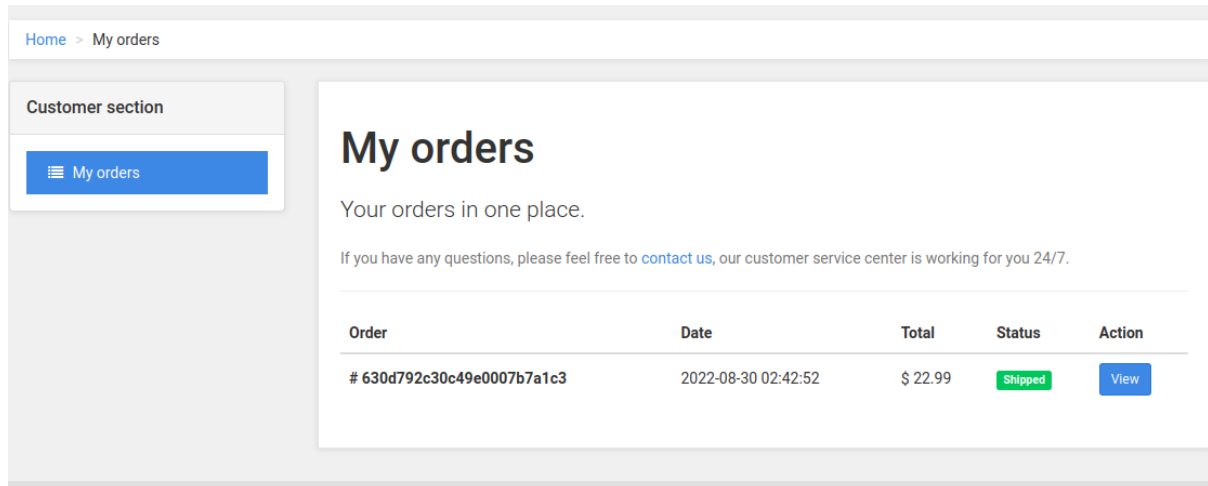 Home > My orders
Customer section
My orders
My orders
Your orders in one place.
If you have any questions, please feel free to contact us, our customer service center is working for you 24/7.
Order Date Total Status Action
# 630d792c30c49e0007b7a1c3 2022-08-30 02:42:52 $ 22.99 Shipped View